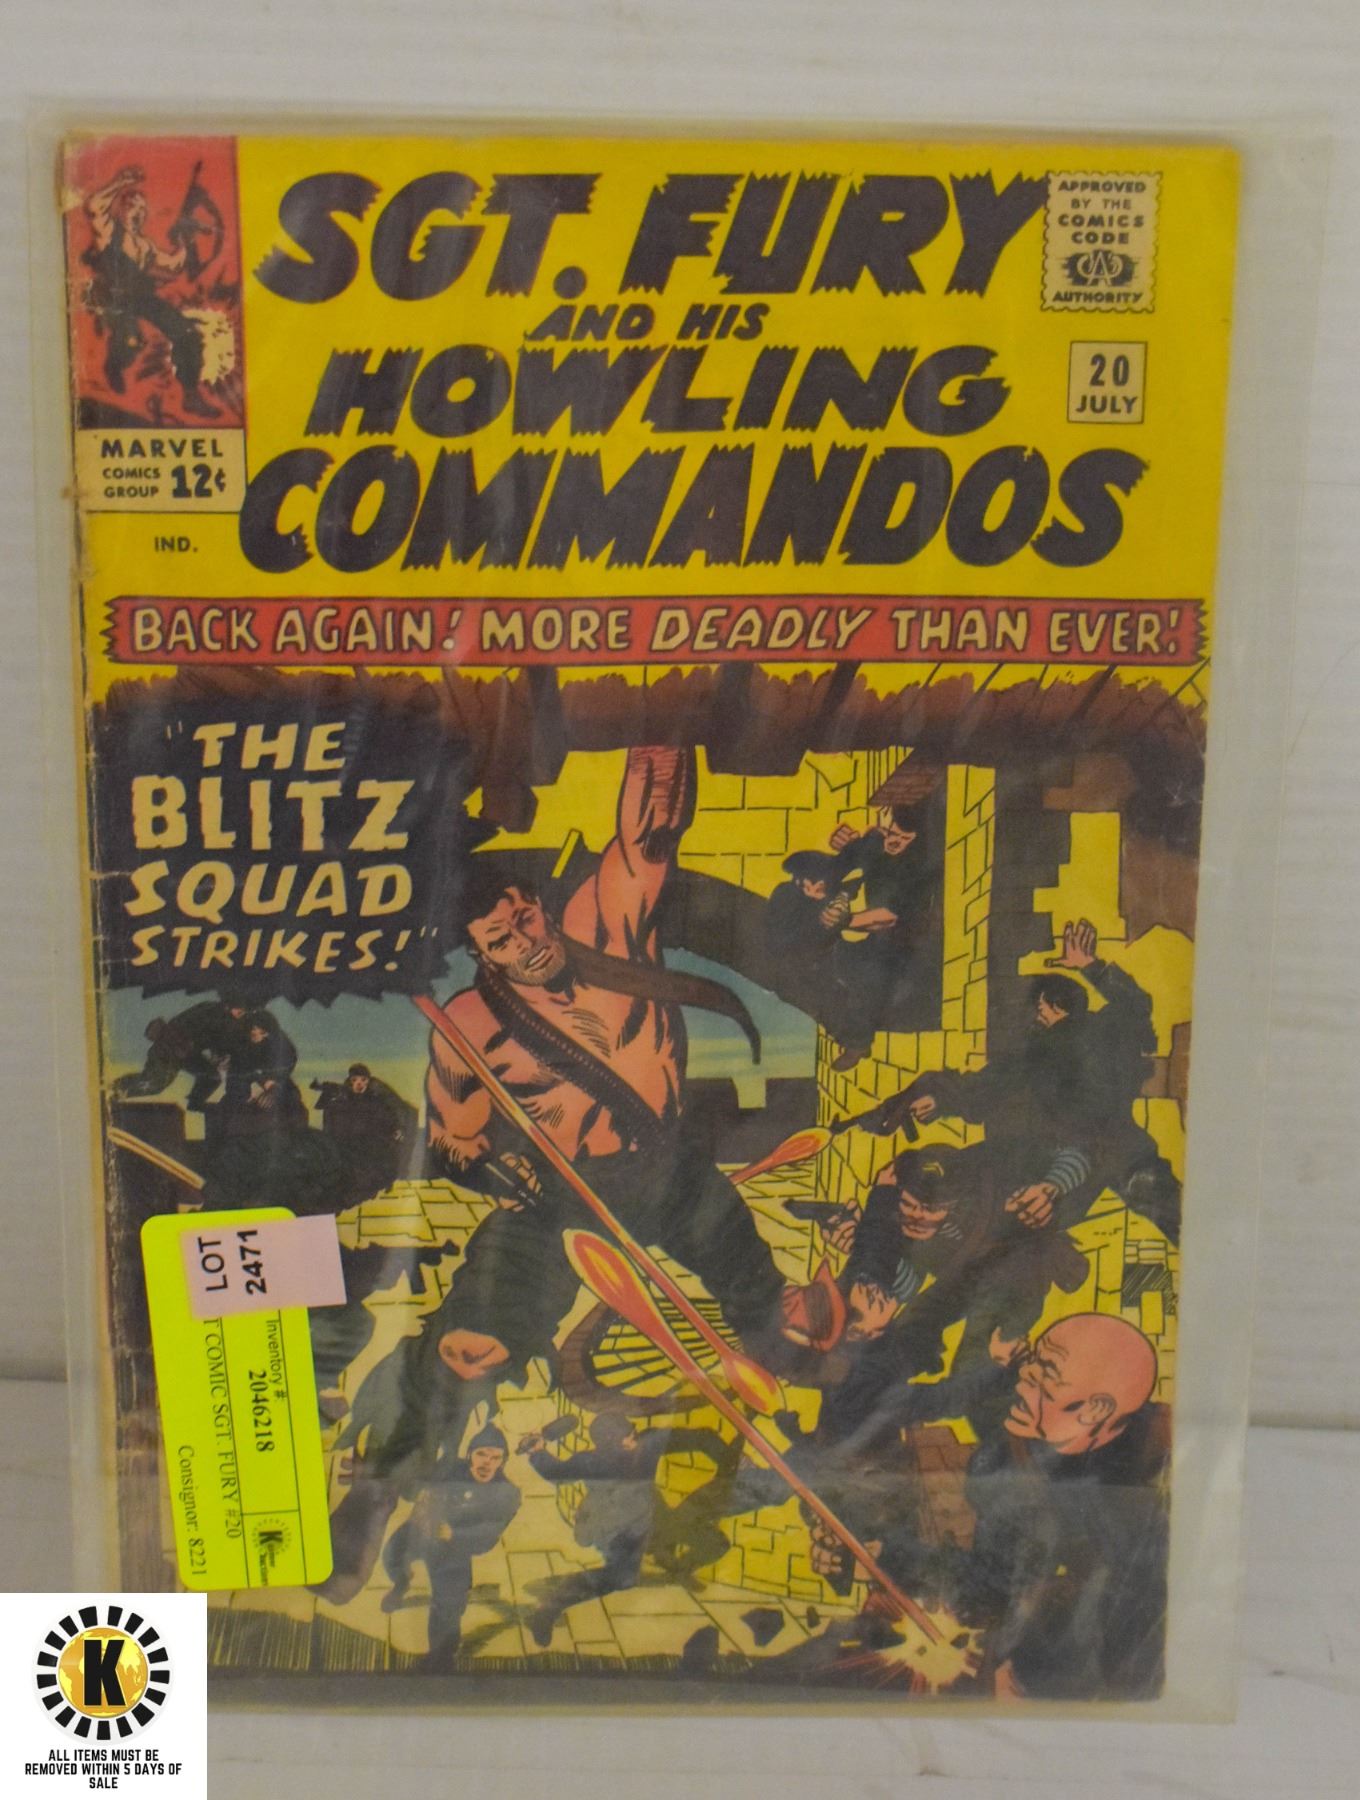 SGT. FURY
AND HIS
HOWLING
COMMANDOS
APPROVED
BY THE
COMICS
CODE
AUTHORITY
20
JULY
MARVEL
COMICS
GROUP 12¢
IND.
BACK AGAIN! MORE DEADLY THAN EVER!
"THE
BLITZ
SQUAD
STRIKES!"
LOT
2471
Inventory #:
2046218
T COMIC SGT. FURY #20
Consignor: 8221
K
ALL ITEMS MUST BE
REMOVED WITHIN 5 DAYS OF
SALE